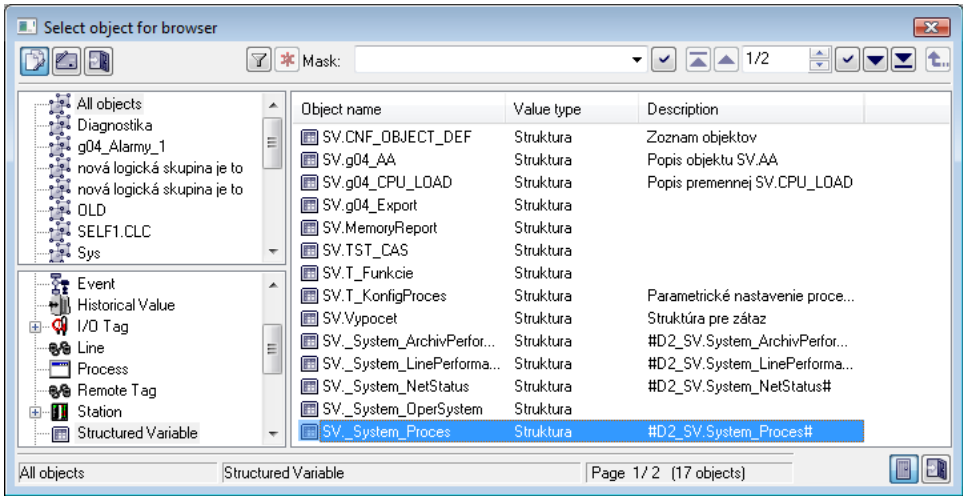 Select object for browser
Mask: 1/2
All objects
Diagnostika
g04_Alarmy_1
nová logická skupina je to
nová logická skupina je to
OLD
SELF1.CLC
Sys
Event
Historical Value
I/O Tag
Line
Process
Remote Tag
Station
Structured Variable
Object name Value type Description
SV.CNF_OBJECT_DEF Struktura Zoznam objektov
SV.g04_AA Struktura Popis objektu SV.AA
SV.g04_CPU_LOAD Struktura Popis premennej SV.CPU_LOAD
SV.g04_Export Struktura
SV.MemoryReport Struktura
SV.TST_CAS Struktura
SV.T_Funkcie Struktura
SV.T_KonfigProces Struktura Parametrické nastavenie proce...
SV.Vypocet Struktura Struktúra pre zátaz
SV._System_ArchivPerfor... Struktura #D2_SV.System_ArchivPerfor...
SV._System_LinePerforma... Struktura #D2_SV.System_LinePerforma...
SV._System_NetStatus Struktura #D2_SV.System_NetStatus#
SV._System_OperSystem Struktura
SV._System_Proces Struktura #D2_SV.System_Proces#
All objects Structured Variable Page 1/ 2 (17 objects)